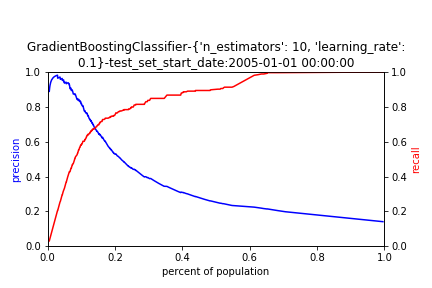 GradientBoostingClassifier-{'n_estimators': 10, 'learning_rate':
0.1}-test_set_start_date:2005-01-01 00:00:00
1.0
0.8
0.6
0.4
0.2
0.0
precision
1.0
0.8
0.6
0.4
0.2
0.0
recall
0.0 0.2 0.4 0.6 0.8 1.0
percent of population